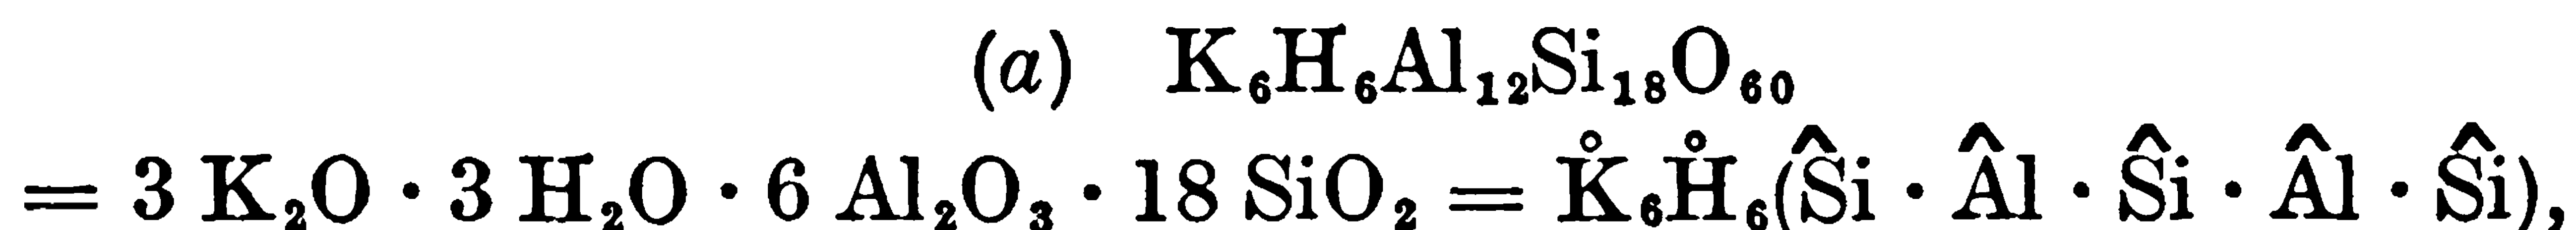 (a) K₆H₆Al₁₂Si₁₈O₆₀
= 3 K₂O · 3 H₂O · 6 Al₂O₃ · 18 SiO₂ = K̊₆H̊₆(Ŝi · Âl · Ŝi · Âl · Ŝi),